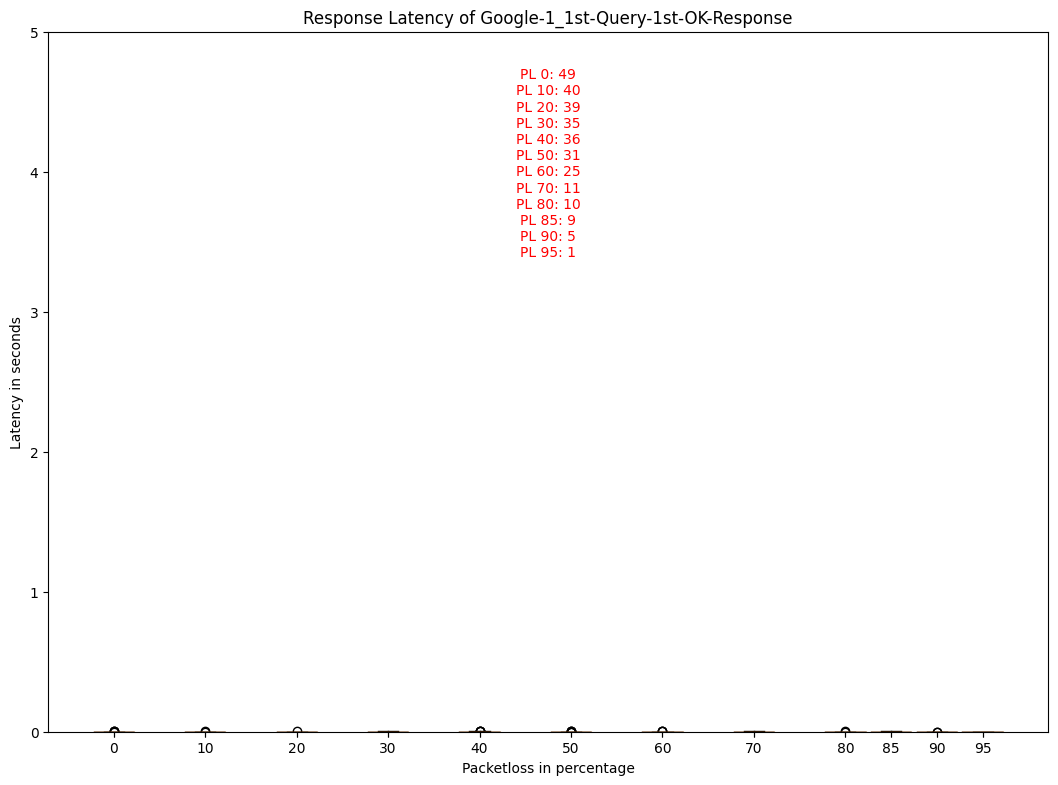 Response Latency of Google-1_1st-Query-1st-OK-Response
5
PL 0: 49
PL 10: 40
PL 20: 39
PL 30: 35
PL 40: 36
PL 50: 31
PL 60: 25
PL 70: 11
PL 80: 10
PL 85: 9
PL 90: 5
PL 95: 1
4
3
2
1
0
Latency in seconds
0 10 20 30 40 50 60 70 80 85 90 95
Packetloss in percentage